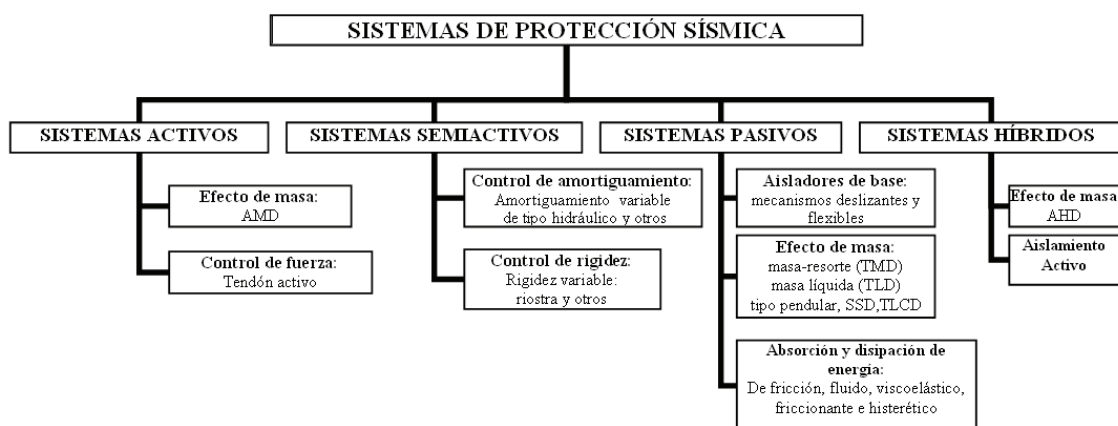 SISTEMAS DE PROTECCIÓN SÍSMICA
SISTEMAS ACTIVOS
Efecto de masa:
AMD
Control de fuerza:
Tendón activo
SISTEMAS SEMIACTIVOS
Control de amortiguamiento:
Amortiguamiento variable
de tipo hidráulico y otros
Control de rigidez:
Rigidez variable:
riostra y otros
SISTEMAS PASIVOS
Aisladores de base:
mecanismos deslizantes y
flexibles
Efecto de masa:
masa-resorte (TMD)
masa líquida (TLD)
tipo pendular, SSD,TLCD
Absorción y disipación de
energía:
De fricción, fluido, viscoelástico,
friccionante e histerético
SISTEMAS HÍBRIDOS
Efecto de masa
AHD
Aislamiento
Activo